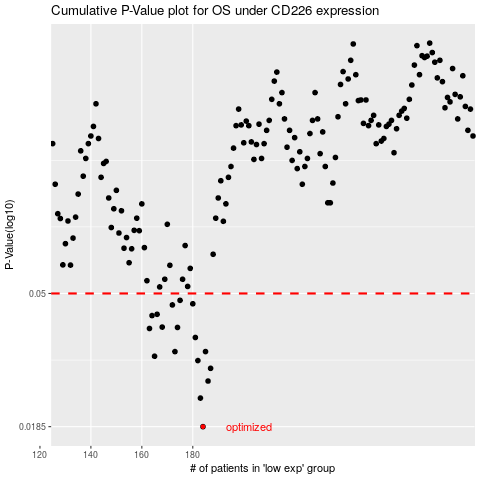 Cumulative P-Value plot for OS under CD226 expression
P-Value(log10)
0.05
0.0185
optimized
120 140 160 180
# of patients in 'low exp' group